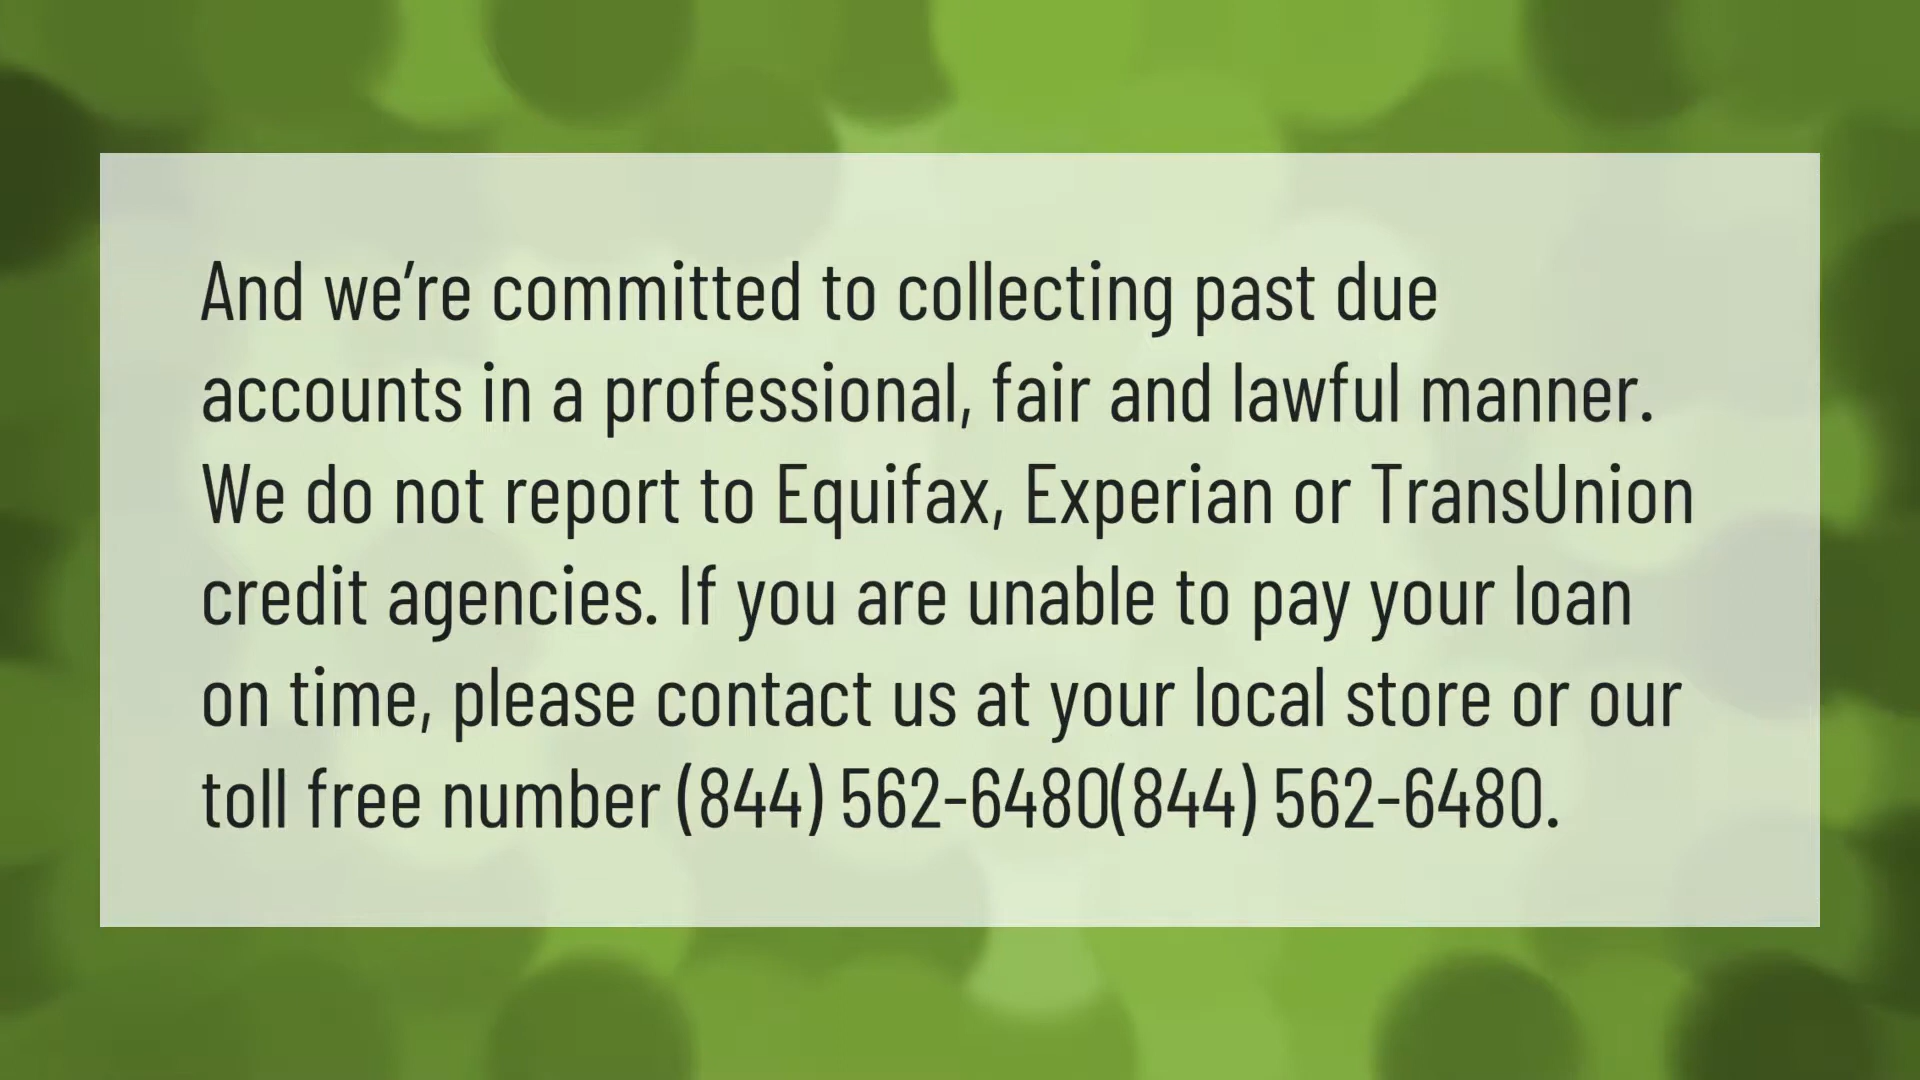 And we’re committed to collecting past due
accounts in a professional, fair and lawful manner.
We do not report to Equifax, Experian or TransUnion
credit agencies. If you are unable to pay your loan
on time, please contact us at your local store or our
toll free number (844) 562-6480(844) 562-6480.